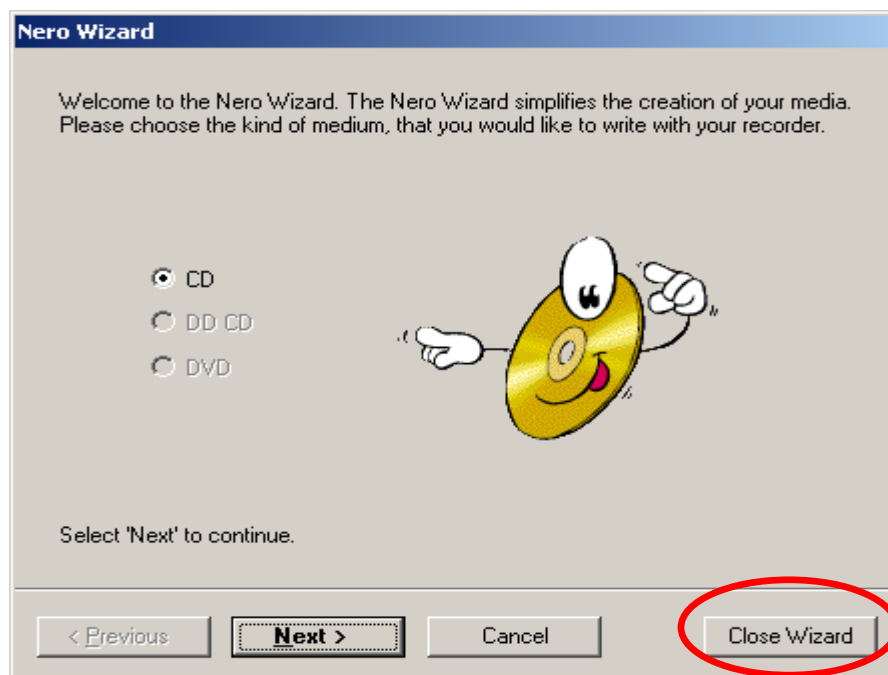 Nero Wizard
Welcome to the Nero Wizard. The Nero Wizard simplifies the creation of your media.
Please choose the kind of medium, that you would like to write with your recorder.
CD
DD CD
DVD
Select 'Next' to continue.
< Previous
Next >
Cancel
Close Wizard